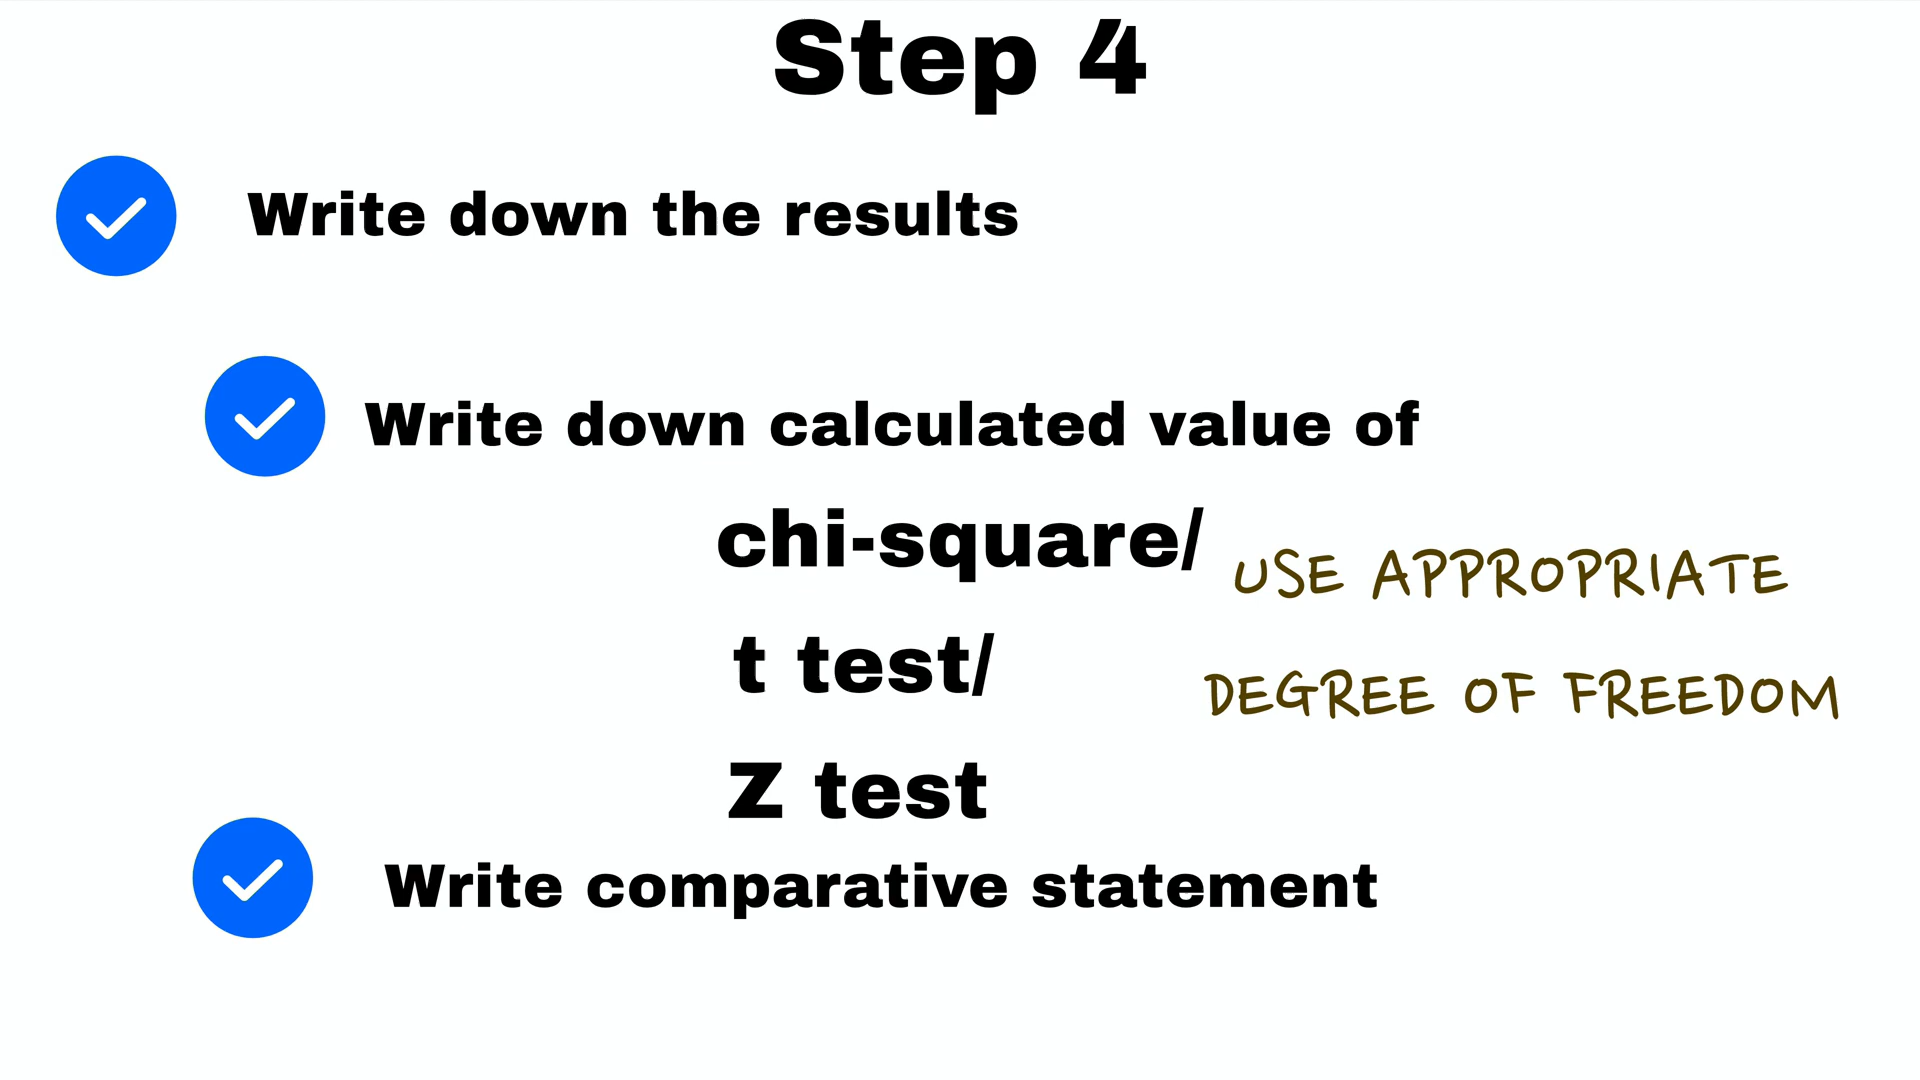 Step 4
Write down the results
Write down calculated value of
chi-square/
USE APPROPRIATE
t test/
DEGREE OF FREEDOM
Z test
Write comparative statement